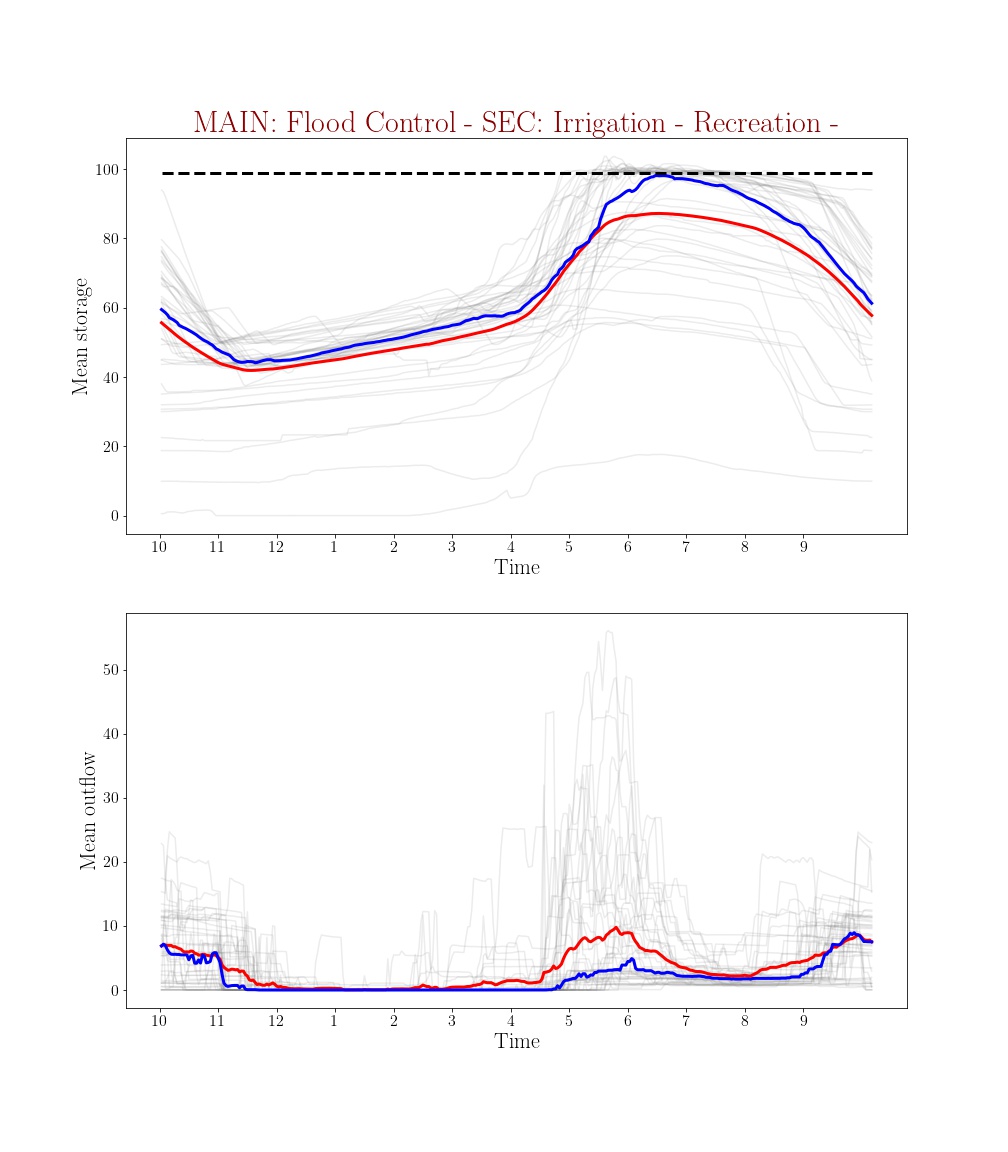 MAIN: Flood Control - SEC: Irrigation - Recreation -
100
80
60
40
20
0
Mean storage
10 11 12 1 2 3 4 5 6 7 8 9
Time
50
40
30
20
10
0
Mean outflow
10 11 12 1 2 3 4 5 6 7 8 9
Time